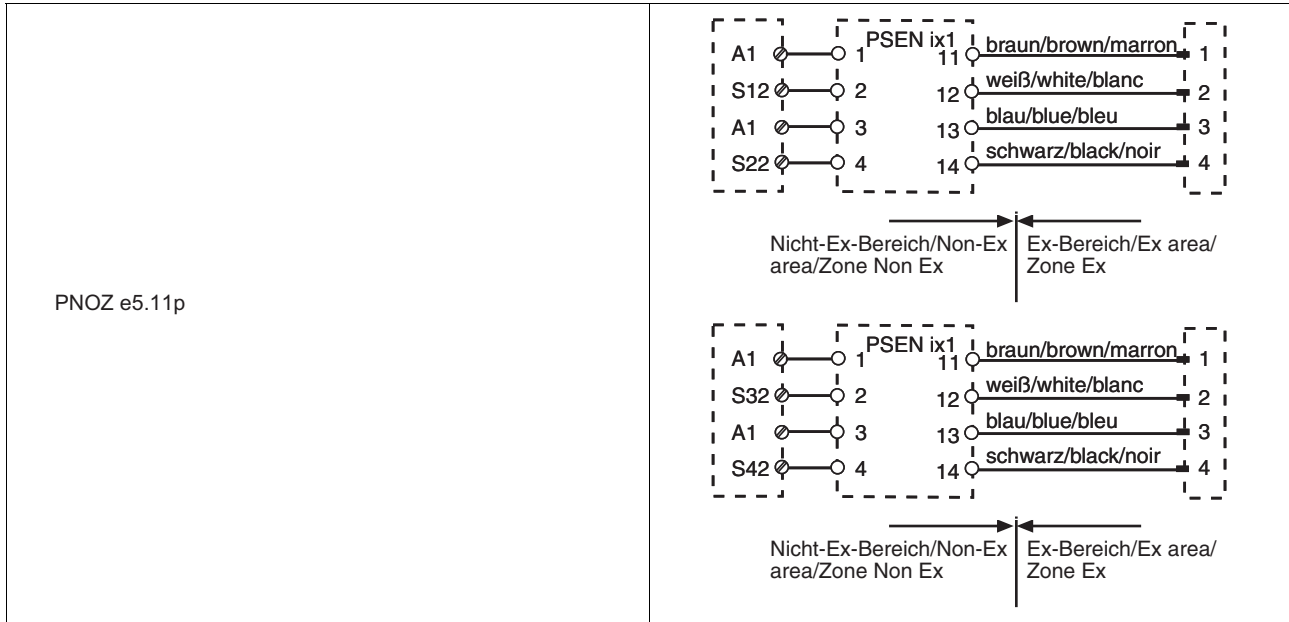 PNOZ e5.11p
PSEN ix1
A1 1 11 braun/brown/marron 1
S12 2 12 weiß/white/blanc 2
A1 3 13 blau/blue/bleu 3
S22 4 14 schwarz/black/noir 4
Nicht-Ex-Bereich/Non-Ex
area/Zone Non Ex
Ex-Bereich/Ex area/
Zone Ex
PSEN ix1
A1 1 11 braun/brown/marron 1
S32 2 12 weiß/white/blanc 2
A1 3 13 blau/blue/bleu 3
S42 4 14 schwarz/black/noir 4
Nicht-Ex-Bereich/Non-Ex
area/Zone Non Ex
Ex-Bereich/Ex area/
Zone Ex